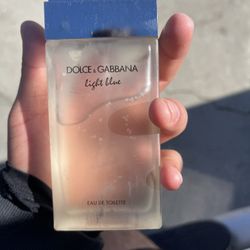 DOLCE & GABBANA
light blue
EAU DE TOILETTE